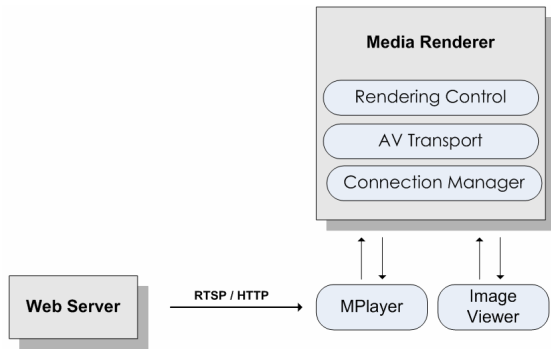 Media Renderer
Rendering Control
AV Transport
Connection Manager
Web Server
RTSP / HTTP
MPlayer
Image
Viewer